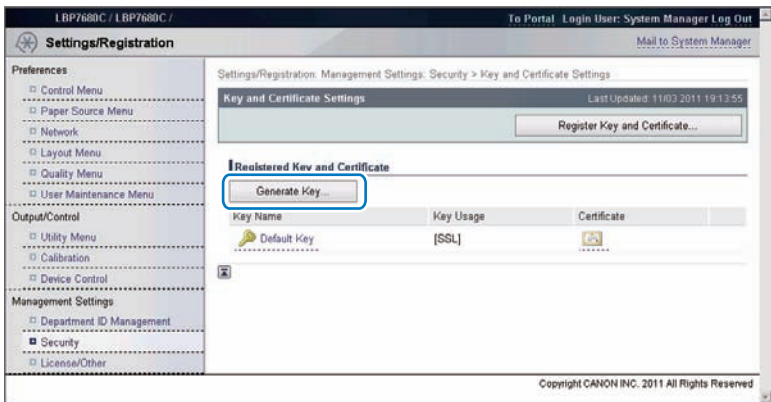 LBP7680C / LBP7680C /
To Portal Login User: System Manager Log Out
Settings/Registration
Mail to System Manager
Preferences
Control Menu
Paper Source Menu
Network
Layout Menu
Quality Menu
User Maintenance Menu
Output/Control
Utility Menu
Calibration
Device Control
Management Settings
Department ID Management
Security
License/Other
Settings/Registration: Management Settings: Security > Key and Certificate Settings
Key and Certificate Settings
Last Updated: 11/03 2011 19:13:55
Register Key and Certificate...
Registered Key and Certificate
Generate Key...
Key Name Key Usage Certificate
Default Key [SSL]
Copyright CANON INC. 2011 All Rights Reserved